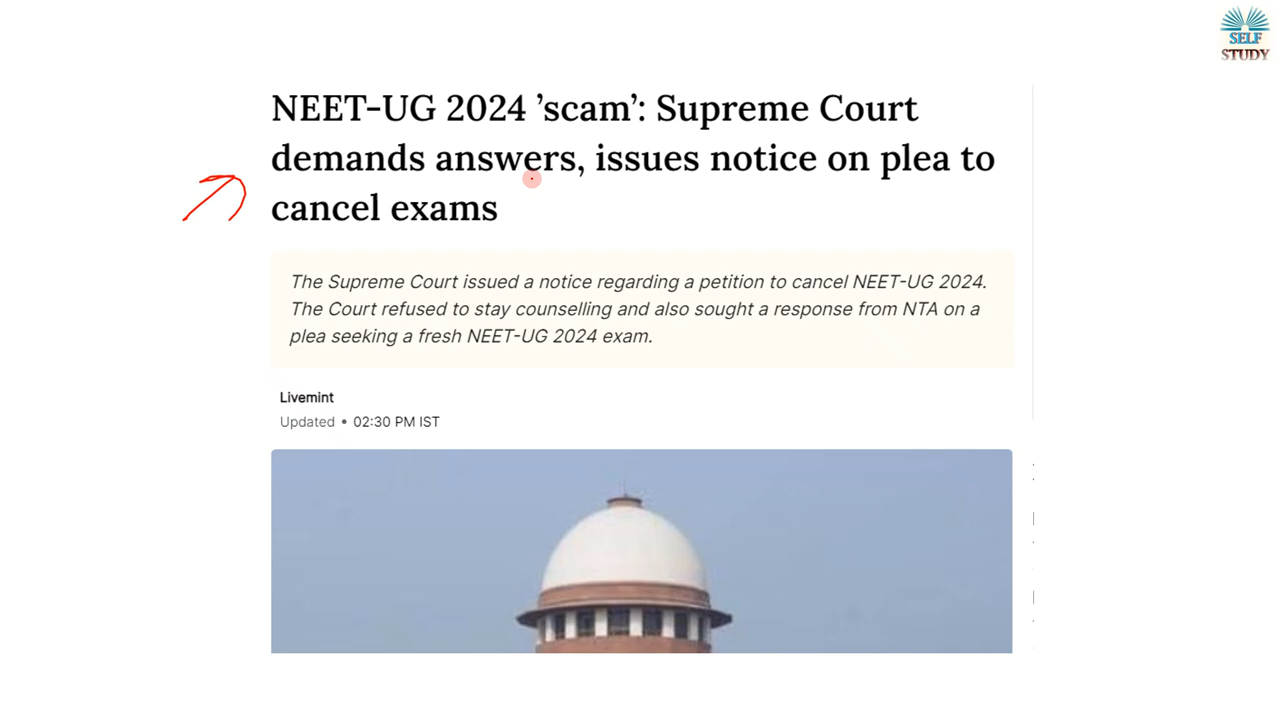 SELF
STUDY
NEET-UG 2024 ’scam’: Supreme Court
demands answers, issues notice on plea to
cancel exams
The Supreme Court issued a notice regarding a petition to cancel NEET-UG 2024.
The Court refused to stay counselling and also sought a response from NTA on a
plea seeking a fresh NEET-UG 2024 exam.
Livemint
Updated • 02:30 PM IST